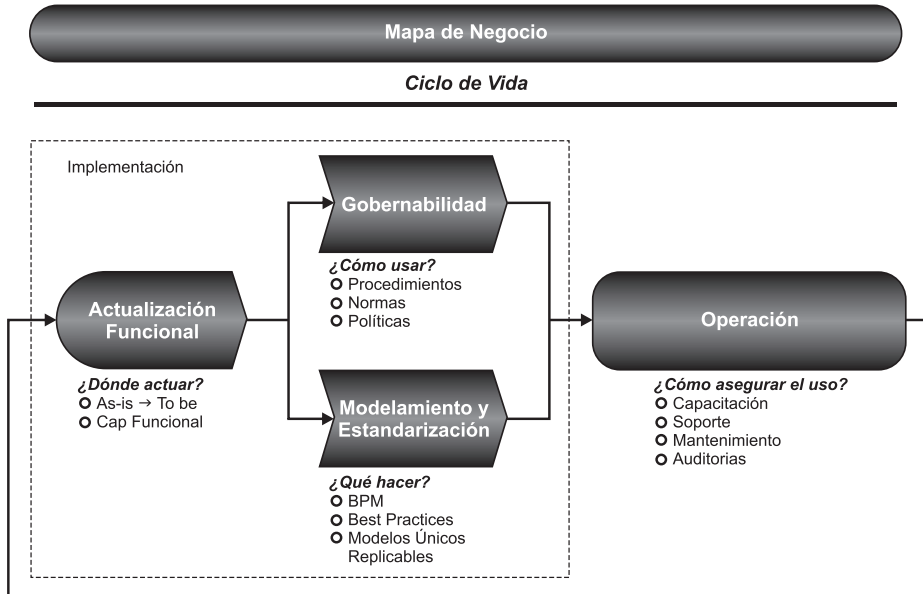 Mapa de Negocio
Ciclo de Vida
Implementación
Gobernabilidad
¿Cómo usar?
Procedimientos
Normas
Políticas
Actualización
Funcional
¿Dónde actuar?
As-is → To be
Cap Funcional
Modelamiento y
Estandarización
¿Qué hacer?
BPM
Best Practices
Modelos Únicos
Replicables
Operación
¿Cómo asegurar el uso?
Capacitación
Soporte
Mantenimiento
Auditorias